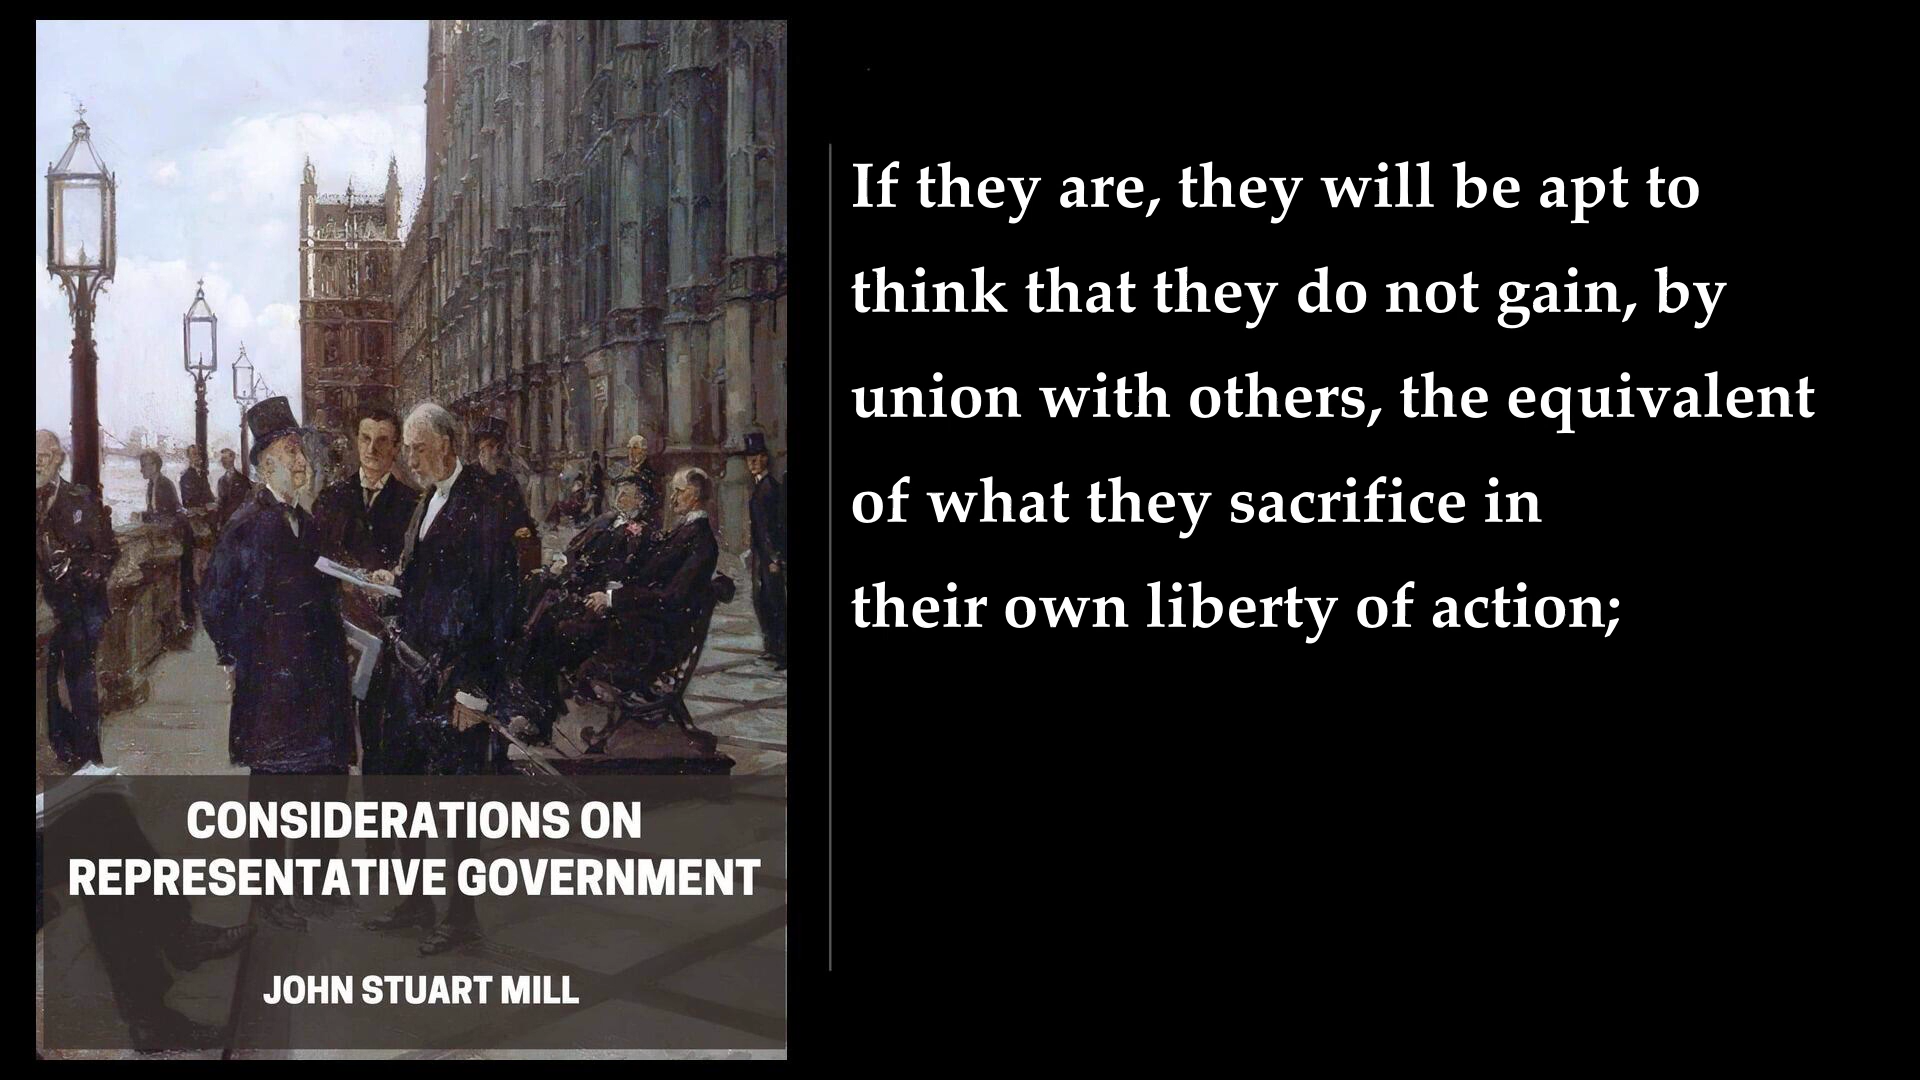 CONSIDERATIONS ON
REPRESENTATIVE GOVERNMENT
JOHN STUART MILL
If they are, they will be apt to
think that they do not gain, by
union with others, the equivalent
of what they sacrifice in
their own liberty of action;